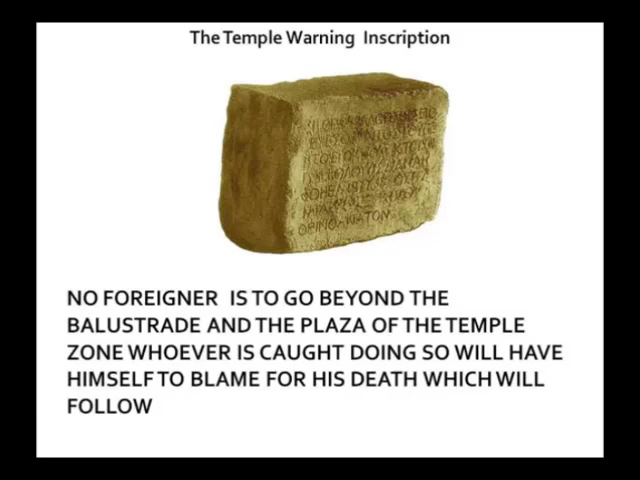 The Temple Warning Inscription
NO FOREIGNER IS TO GO BEYOND THE
BALUSTRADE AND THE PLAZA OF THE TEMPLE
ZONE WHOEVER IS CAUGHT DOING SO WILL HAVE
HIMSELF TO BLAME FOR HIS DEATH WHICH WILL
FOLLOW